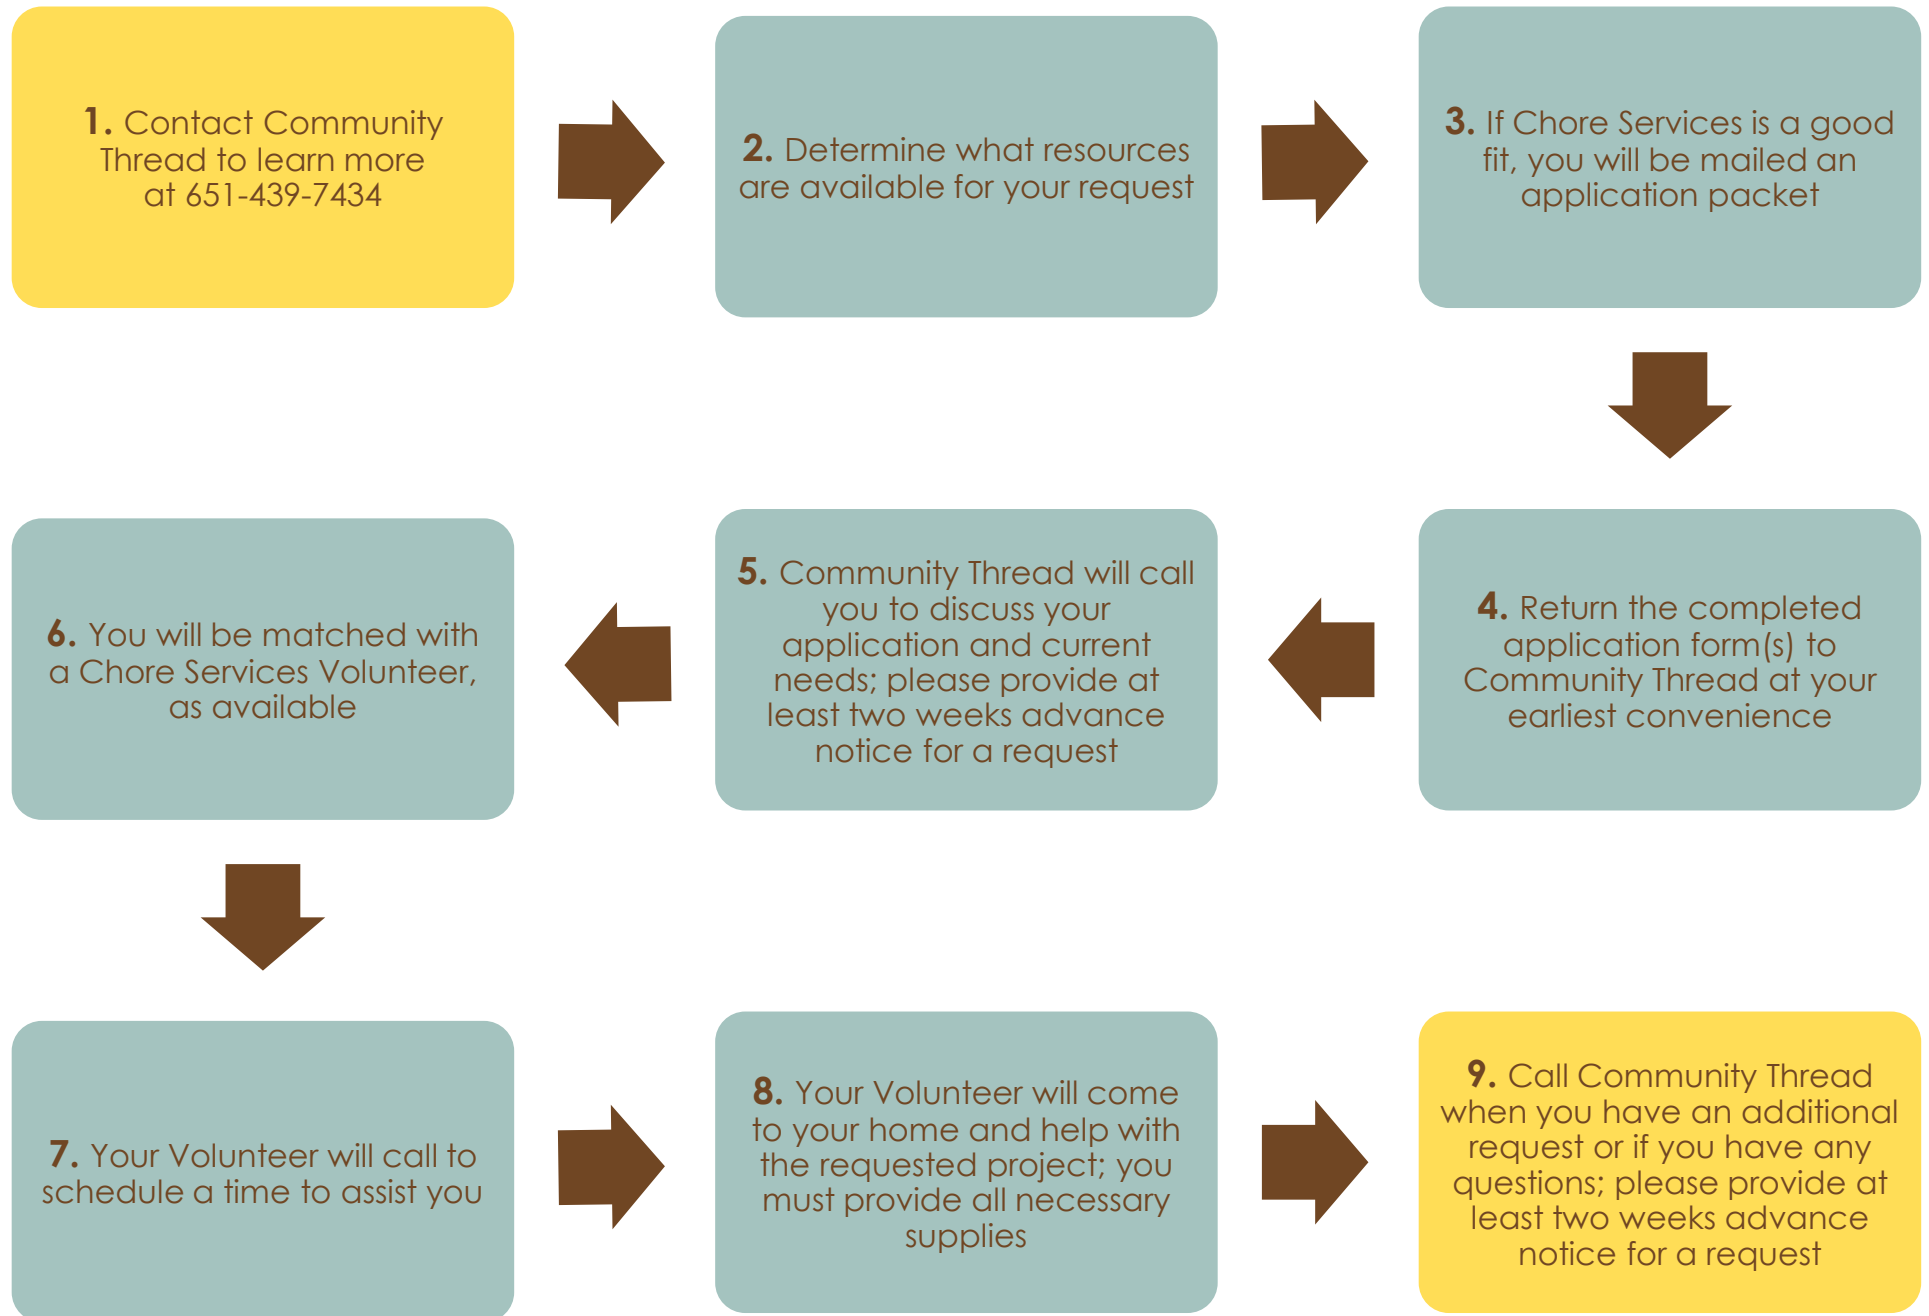 1. Contact Community
Thread to learn more
at 651-439-7434
2. Determine what resources
are available for your request
3. If Chore Services is a good
fit, you will be mailed an
application packet
4. Return the completed
application form(s) to
Community Thread at your
earliest convenience
5. Community Thread will call
you to discuss your
application and current
needs; please provide at
least two weeks advance
notice for a request
6. You will be matched with
a Chore Services Volunteer,
as available
7. Your Volunteer will call to
schedule a time to assist you
8. Your Volunteer will come
to your home and help with
the requested project; you
must provide all necessary
supplies
9. Call Community Thread
when you have an additional
request or if you have any
questions; please provide at
least two weeks advance
notice for a request